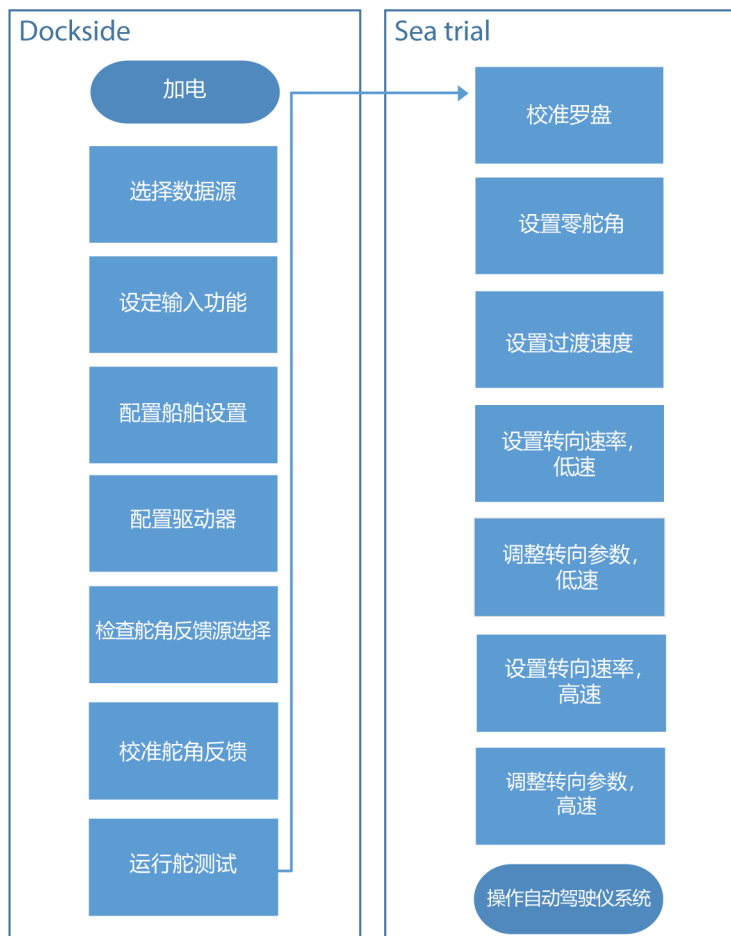 Dockside
加电
选择数据源
设定输入功能
配置船舶设置
配置驱动器
检查舵角反馈源选择
校准舵角反馈
运行舵测试
Sea trial
校准罗盘
设置零舵角
设置过渡速度
设置转向速率，
低速
调整转向参数，
低速
设置转向速率，
高速
调整转向参数，
高速
操作自动驾驶仪系统